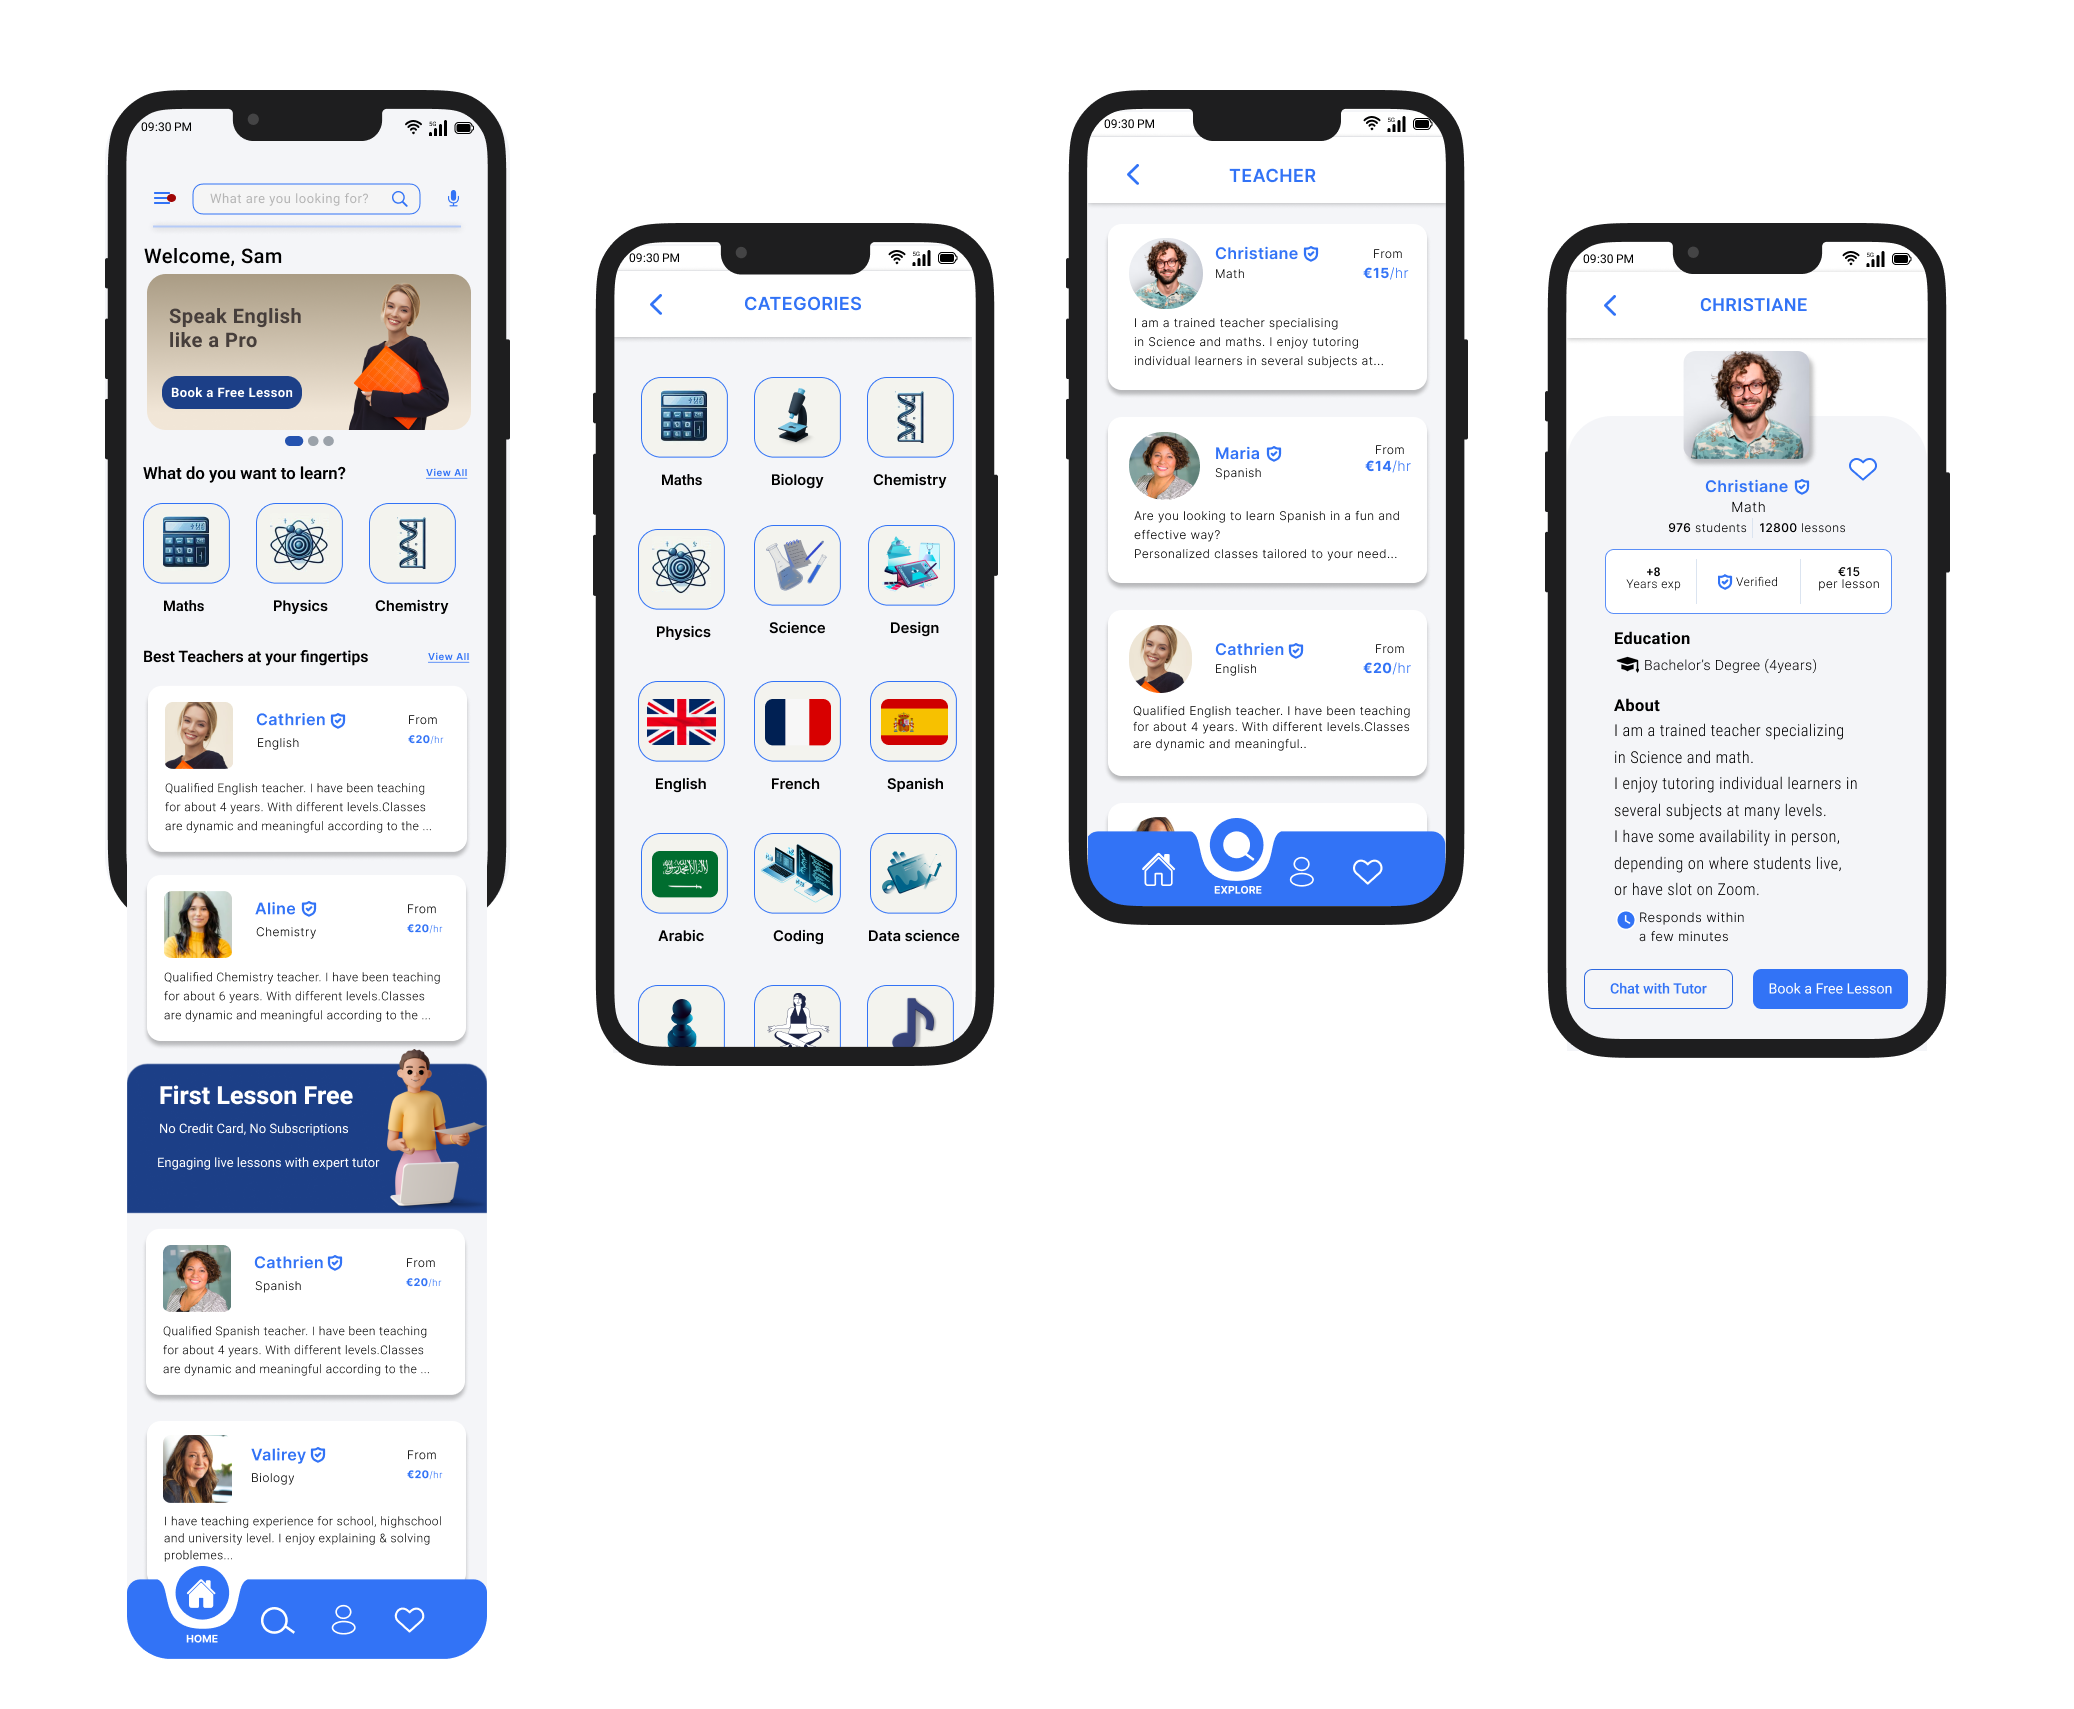 09:30 PM
5G
What are you looking for?
Welcome, Sam
Speak English
like a Pro
Book a Free Lesson
What do you want to learn?
View All
Maths
Physics
Chemistry
Best Teachers at your fingertips
View All
Cathrien
English
From
€20/hr
Qualified English teacher. I have been teaching
for about 4 years. With different levels.Classes
are dynamic and meaningful according to the ...
Aline
Chemistry
From
€20/hr
Qualified Chemistry teacher. I have been teaching
for about 6 years. With different levels.Classes
are dynamic and meaningful according to the ...
First Lesson Free
No Credit Card, No Subscriptions
Engaging live lessons with expert tutor
Cathrien
Spanish
From
€20/hr
Qualified Spanish teacher. I have been teaching
for about 4 years. With different levels.Classes
are dynamic and meaningful according to the ...
Valirey
Biology
From
€20/hr
I have teaching experience for school, highschool
and university level. I enjoy explaining & solving
problemes...
HOME
09:30 PM
5G
CATEGORIES
Maths
Biology
Chemistry
Physics
Science
Design
English
French
Spanish
Arabic
Coding
Data science
09:30 PM
5G
TEACHER
Christiane
Math
From
€15/hr
I am a trained teacher specialising
in Science and maths. I enjoy tutoring
individual learners in several subjects at...
Maria
Spanish
From
€14/hr
Are you looking to learn Spanish in a fun and
effective way?
Personalized classes tailored to your need...
Cathrien
English
From
€20/hr
Qualified English teacher. I have been teaching
for about 4 years. With different levels.Classes
are dynamic and meaningful..
EXPLORE
09:30 PM
5G
CHRISTIANE
Christiane
Math
976 students
12800 lessons
+8
Years exp
Verified
€15
per lesson
Education
Bachelor's Degree (4years)
About
I am a trained teacher specializing
in Science and math.
I enjoy tutoring individual learners in
several subjects at many levels.
I have some availability in person,
depending on where students live,
or have slot on Zoom.
Responds within
a few minutes
Chat with Tutor
Book a Free Lesson